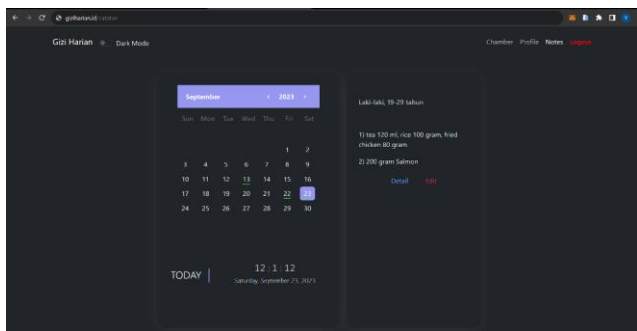 giziharian.id/catatan
Gizi Harian Dark Mode
Chamber Profile Notes Logout
September < 2023 >
Sun Mon Tue Wed Thu Fri Sat
1 2
3 4 5 6 7 8 9
10 11 12 13 14 15 16
17 18 19 20 21 22 23
24 25 26 27 28 29 30
TODAY
12 : 1 : 12
Saturday, September 23, 2023
Laki-laki, 19-29 tahun
1) tea 120 ml, rice 100 gram, fried
chicken 80 gram
2) 200 gram Salmon
Detail Edit